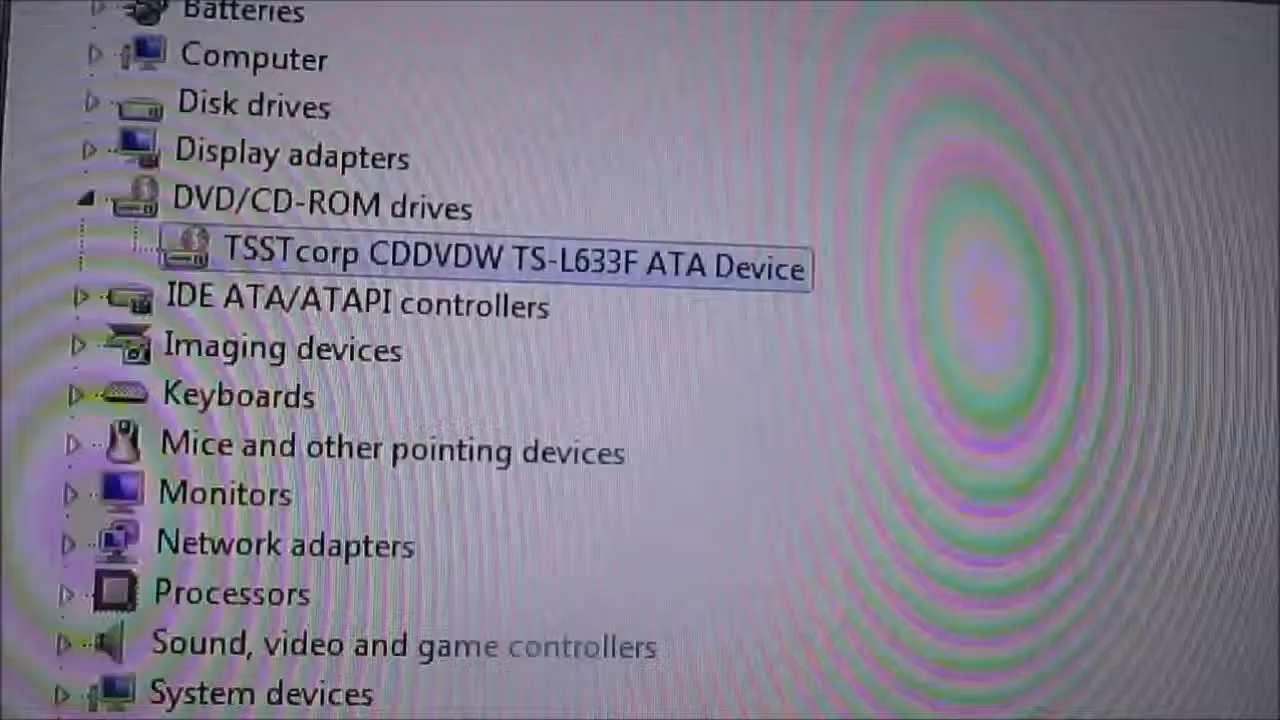 Batteries
Computer
Disk drives
Display adapters
DVD/CD-ROM drives
TSSTcorp CDDVDW TS-L633F ATA Device
IDE ATA/ATAPI controllers
Imaging devices
Keyboards
Mice and other pointing devices
Monitors
Network adapters
Processors
Sound, video and game controllers
System devices